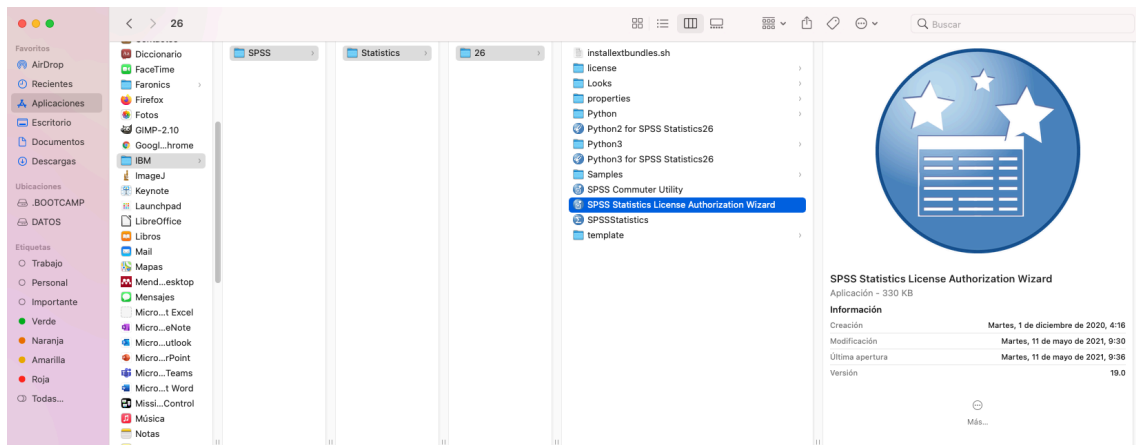 26
Buscar
Favoritos
AirDrop
Recientes
Aplicaciones
Escritorio
Documentos
Descargas
Ubicaciones
.BOOTCAMP
DATOS
Etiquetas
Trabajo
Personal
Importante
Verde
Naranja
Amarilla
Roja
Todas...
Diccionario
FaceTime
Faronics
Firefox
Fotos
GIMP-2.10
Googl...hrome
IBM
ImageJ
Keynote
Launchpad
LibreOffice
Libros
Mail
Mapas
Mend...esktop
Mensajes
Micro...t Excel
Micro...eNote
Micro...utlook
Micro...rPoint
Micro...Teams
Micro...t Word
Missi...Control
Música
Notas
SPSS
Statistics
26
installextbundles.sh
license
Looks
properties
Python
Python2 for SPSS Statistics26
Python3
Python3 for SPSS Statistics26
Samples
SPSS Commuter Utility
SPSS Statistics License Authorization Wizard
SPSSStatistics
template
SPSS Statistics License Authorization Wizard
Aplicación - 330 KB
Información
Creación Martes, 1 de diciembre de 2020, 4:16
Modificación Martes, 11 de mayo de 2021, 9:30
Última apertura Martes, 11 de mayo de 2021, 9:36
Versión 19.0
Más...